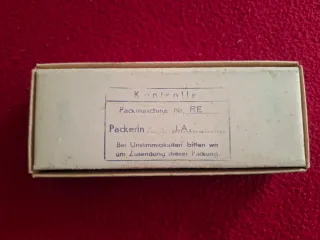 Kontrolle
Packmaschine Nr. RE
Packerin
Bei Unstimmigkeiten bitten wir
um Zusendung dieser Packung.